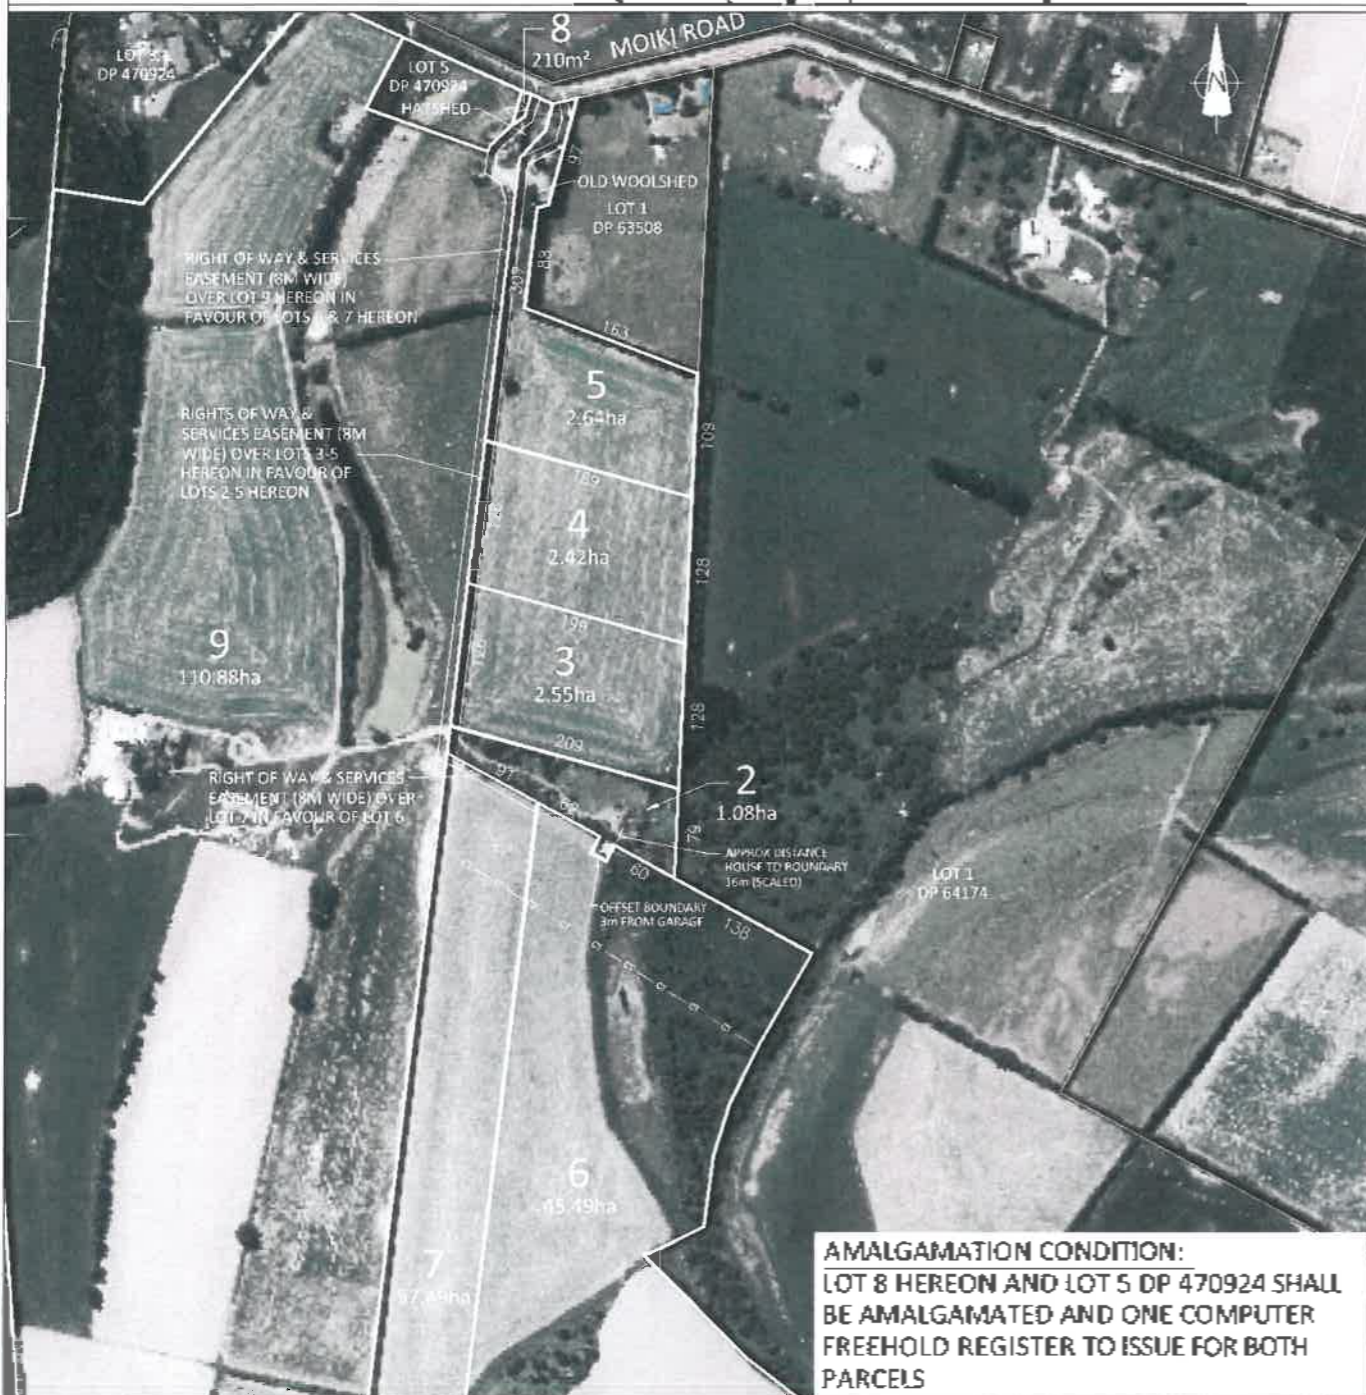 8
210m²
MOIKI ROAD
DP 470924
LOT 5
DP 470924
HAYSHED
N
97
OLD WOOLSHED
LOT 1
DP 63508
RIGHT OF WAY & SERVICES
EASEMENT (8M WIDE)
OVER LOT 9 HEREON IN
FAVOUR OF LOTS & 7 HEREON
307
88
163
5
2.64ha
RIGHTS OF WAY &
SERVICES EASEMENT (8M
WIDE) OVER LOTS 3-5
HEREON IN FAVOUR OF
LOTS 2-5 HEREON
109
189
4
2.42ha
128
128
199
3
2.55ha
128
128
9
110.88ha
209
RIGHT OF WAY & SERVICES
EASEMENT (8M WIDE) OVER
LOT 7 IN FAVOUR OF LOT 6
97
2
1.08ha
79
60
APPROX DISTANCE
HOUSE TO BOUNDARY
16m (SCALED)
OFFSET BOUNDARY
3m FROM GARAGE
138
LOT 1
DP 64174
6
45.49ha
7
AMALGAMATION CONDITION:
LOT 8 HEREON AND LOT 5 DP 470924 SHALL
BE AMALGAMATED AND ONE COMPUTER
FREEHOLD REGISTER TO ISSUE FOR BOTH
PARCELS